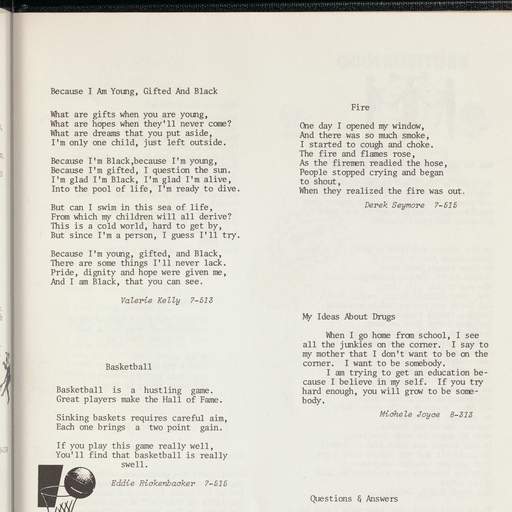 Because I Am Young, Gifted And Black
What are gifts when you are young,
What are hopes when they'll never come?
What are dreams that you put aside,
I'm only one child, just left outside.
Because I'm Black,because I'm young,
Because I'm gifted, I question the sun.
I'm glad I'm Black, I'm glad I'm alive,
Into the pool of life, I'm ready to dive.
But can I swim in this sea of life,
From which my children will all derive?
This is a cold world, hard to get by,
But since I'm a person, I guess I'll try.
Because I'm young, gifted, and Black,
There are some things I'll never lack.
Pride, dignity and hope were given me,
And I am Black, that you can see.
Valerie Kelly 7-513
Basketball
Basketball is a hustling game.
Great players make the Hall of Fame.
Sinking baskets requires careful aim,
Each one brings a two point gain.
If you play this game really well,
You'll find that basketball is really
swell.
Eddie Rickenbacker 7-515
Fire
One day I opened my window,
And there was so much smoke,
I started to cough and choke.
The fire and flames rose,
As the firemen readied the hose,
People stopped crying and began
to shout,
When they realized the fire was out.
Derek Seymore 7-515
My Ideas About Drugs
When I go home from school, I see
all the junkies on the corner. I say to
my mother that I don't want to be on the
corner. I want to be somebody.
I am trying to get an education be-
cause I believe in my self. If you try
hard enough, you will grow to be some-
body.
Michele Joyce 8-313
Questions & Answers